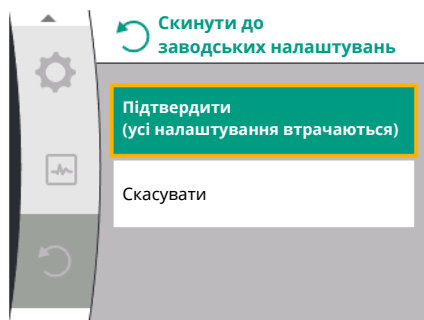 Скинути до
заводських налаштувань
Підтвердити
(усі налаштування втрачаються)
Скасувати